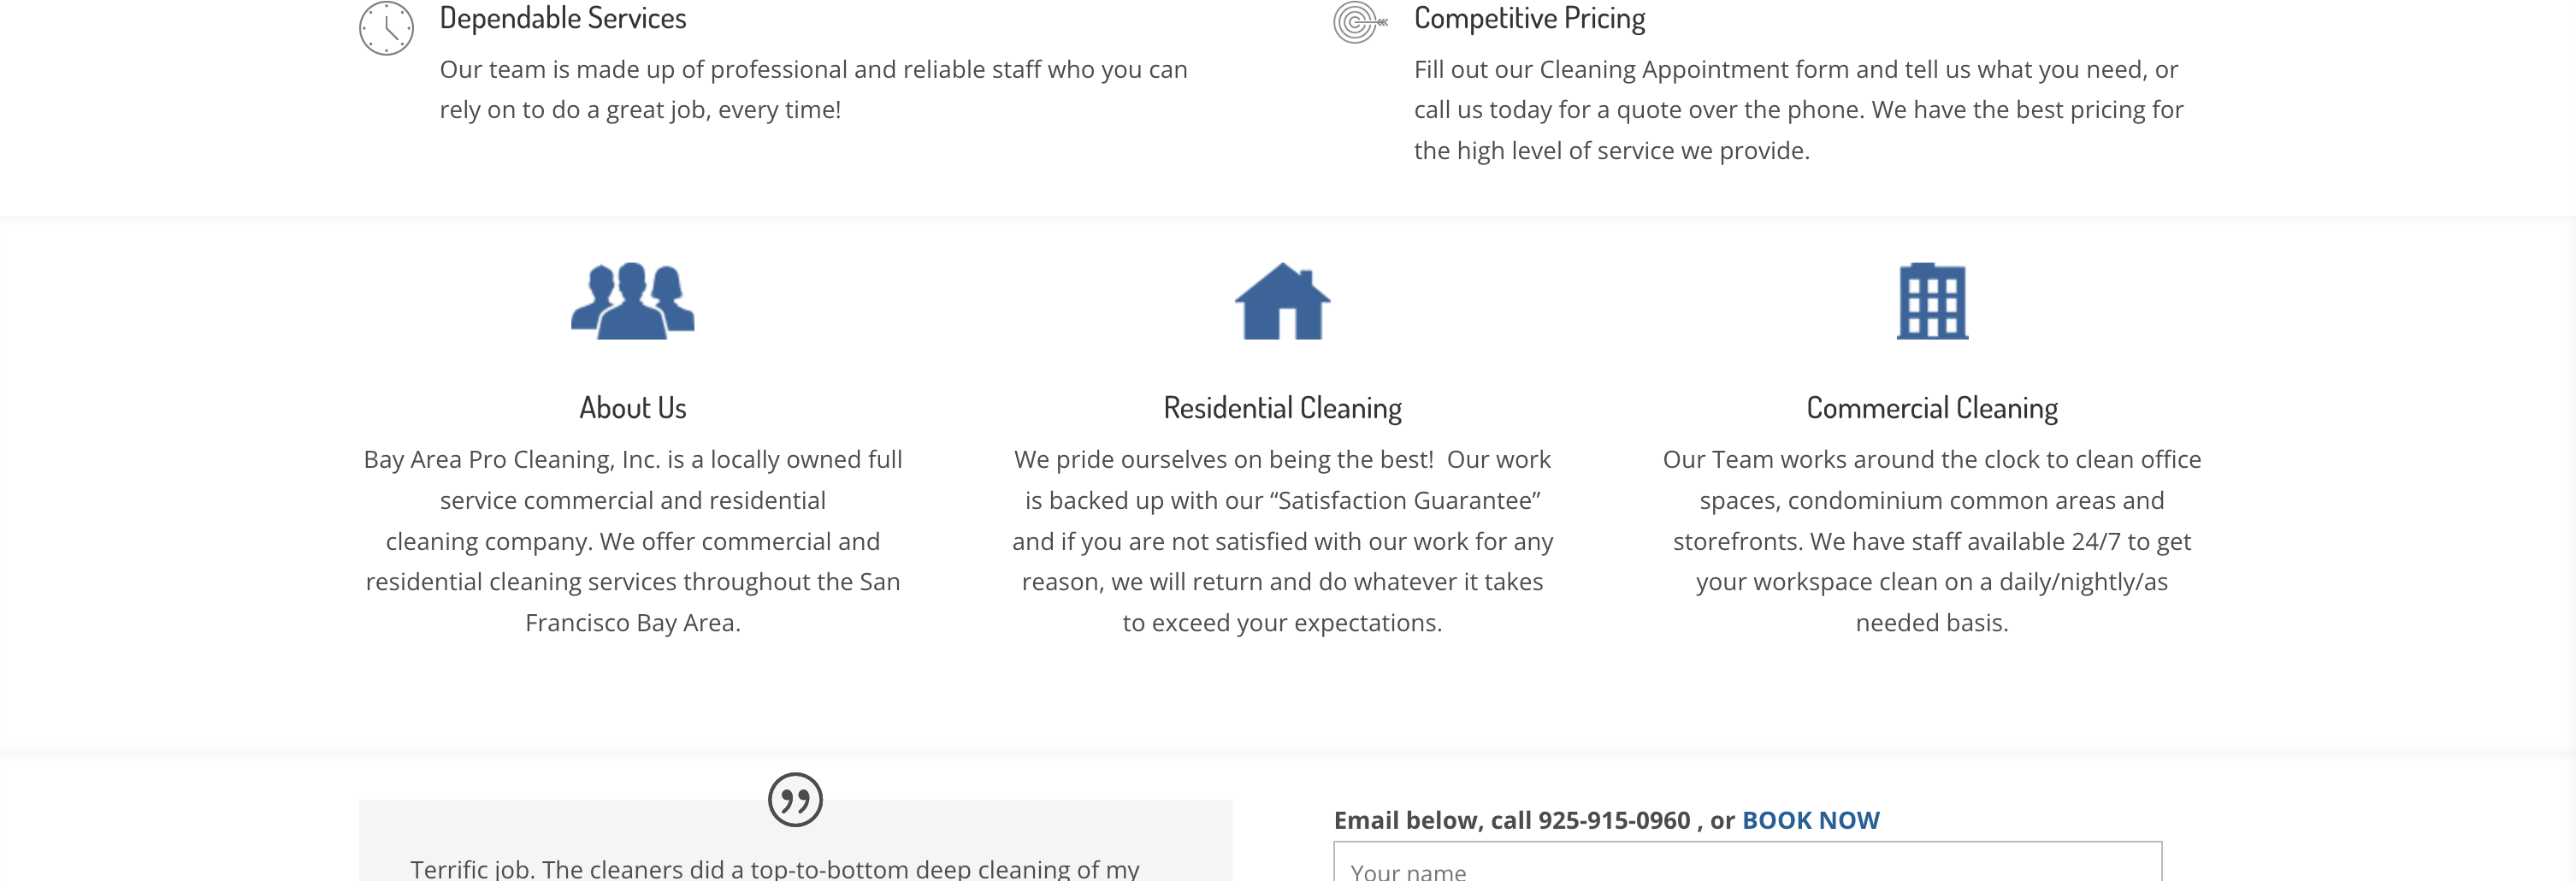 Dependable Services
Our team is made up of professional and reliable staff who you can
rely on to do a great job, every time!
Competitive Pricing
Fill out our Cleaning Appointment form and tell us what you need, or
call us today for a quote over the phone. We have the best pricing for
the high level of service we provide.
About Us
Bay Area Pro Cleaning, Inc. is a locally owned full
service commercial and residential
cleaning company. We offer commercial and
residential cleaning services throughout the San
Francisco Bay Area.
Residential Cleaning
We pride ourselves on being the best!  Our work
is backed up with our “Satisfaction Guarantee”
and if you are not satisfied with our work for any
reason, we will return and do whatever it takes
to exceed your expectations.
Commercial Cleaning
Our Team works around the clock to clean office
spaces, condominium common areas and
storefronts. We have staff available 24/7 to get
your workspace clean on a daily/nightly/as
needed basis.
Terrific job. The cleaners did a top-to-bottom deep cleaning of my
Email below, call 925-915-0960 , or BOOK NOW
Your name